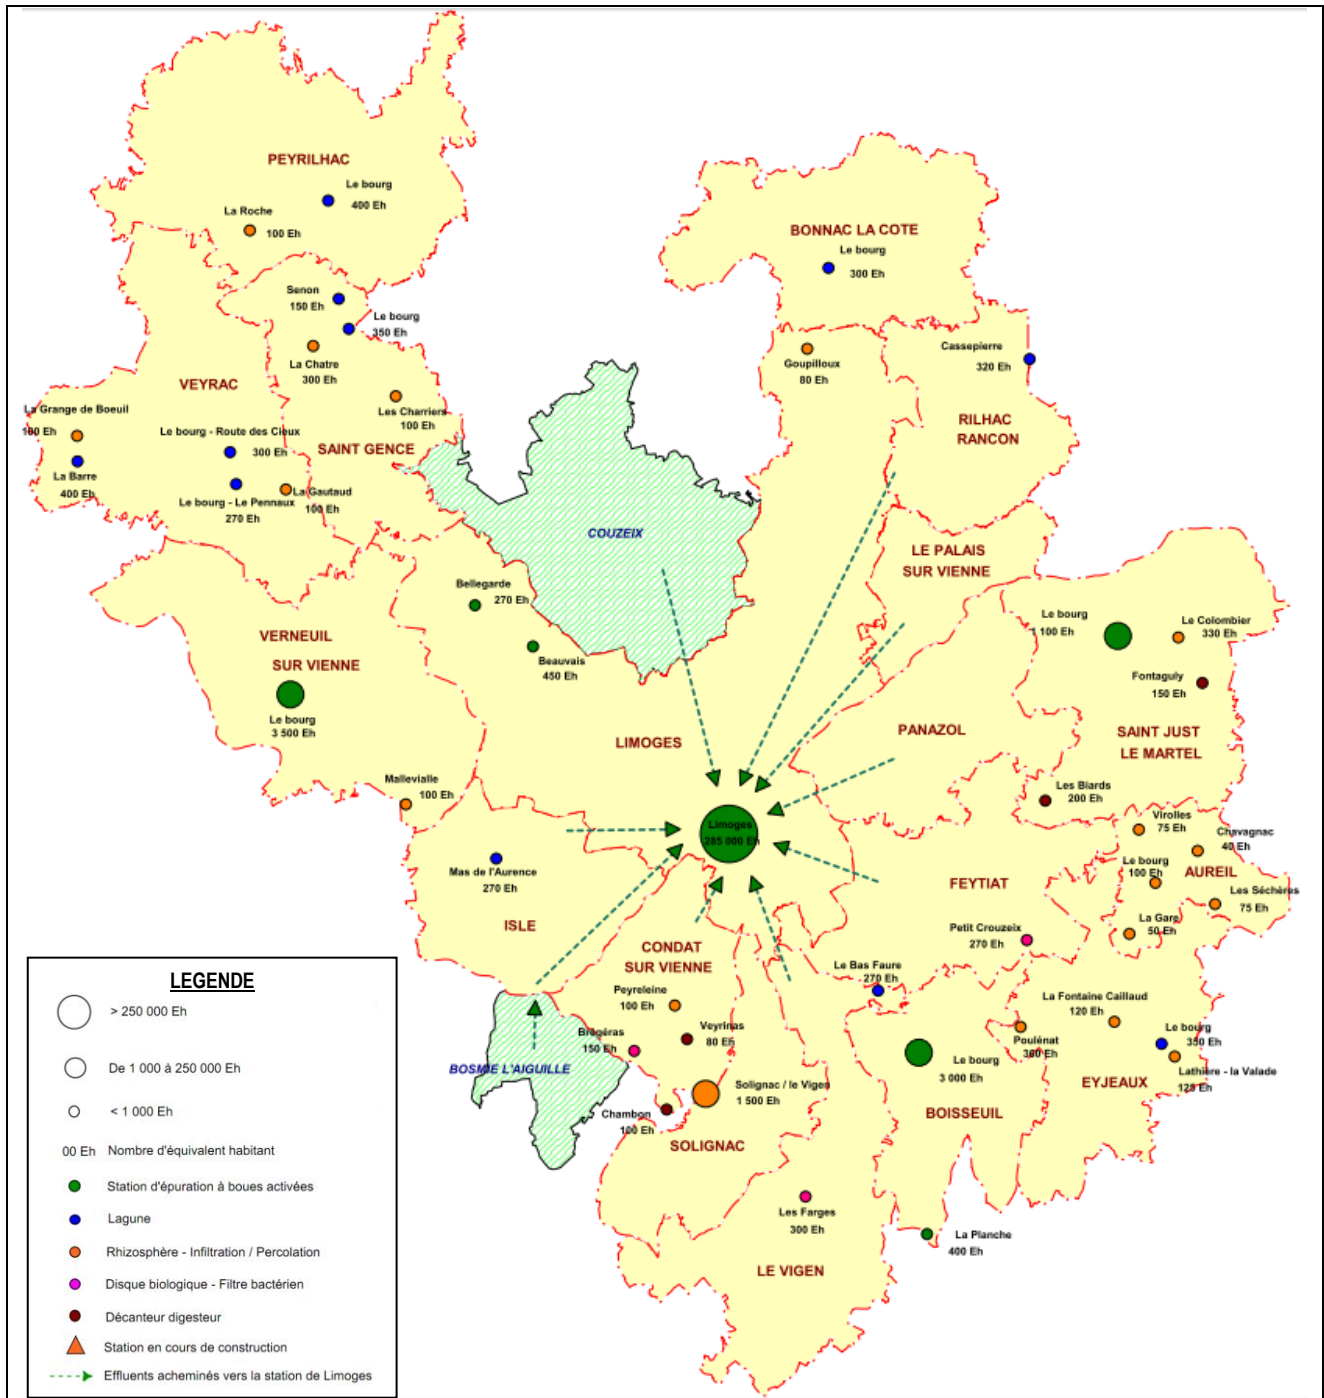 PEYRILHAC
Le bourg
400 Eh
La Roche
100 Eh
BONNAC LA COTE
Le bourg
300 Eh
Senon
150 Eh
Le bourg
350 Eh
La Chatre
300 Eh
Les Charriers
100 Eh
SAINT GENCE
VEYRAC
La Grange de Boeuil
100 Eh
La Barre
400 Eh
Le bourg - Route des Cieux
300 Eh
Le bourg - Le Pennaux
270 Eh
La Gautaud
100 Eh
Goupilloux
80 Eh
Cassepierre
320 Eh
RILHAC
RANCON
COUZEIX
LE PALAIS
SUR VIENNE
Bellegarde
270 Eh
Beauvais
450 Eh
VERNEUIL
SUR VIENNE
Le bourg
3 500 Eh
Mallevialle
100 Eh
LIMOGES
PANAZOL
Le bourg
1 100 Eh
Le Colombier
330 Eh
Fontaguly
150 Eh
SAINT JUST
LE MARTEL
Les Biards
200 Eh
Limoges
285 000 Eh
Mas de l'Aurence
270 Eh
ISLE
FEYTIAT
Petit Crouzeix
270 Eh
Virolles
75 Eh
Chavagnac
40 Eh
Le bourg
100 Eh
AUREIL
Les Séchères
75 Eh
La Gare
50 Eh
CONDAT
SUR VIENNE
Peyreleine
100 Eh
Veyrinas
80 Eh
Brégéras
150 Eh
Le Bas Faure
270 Eh
La Fontaine Caillaud
120 Eh
Poulénat
360 Eh
Le bourg
350 Eh
Lathière - la Valade
125 Eh
EYJEAUX
Le bourg
3 000 Eh
BOISSEUIL
BOSMIE L'AIGUILLE
Solignac / le Vigen
1 500 Eh
Chambon
100 Eh
SOLIGNAC
Les Farges
300 Eh
LE VIGEN
La Planche
400 Eh
LEGENDE
> 250 000 Eh
De 1 000 à 250 000 Eh
< 1 000 Eh
00 Eh Nombre d'équivalent habitant
Station d'épuration à boues activées
Lagune
Rhizosphère - Infiltration / Percolation
Disque biologique - Filtre bactérien
Décanteur digesteur
Station en cours de construction
Effluents acheminés vers la station de Limoges